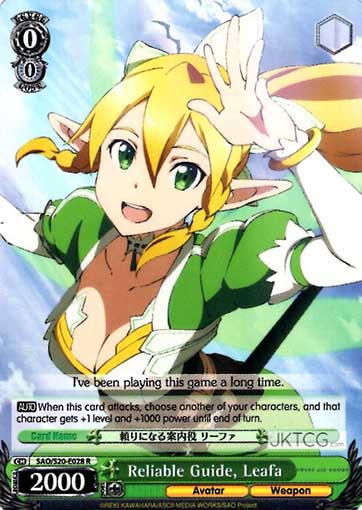 0
0
I've been playing this game a long time.
AUTO When this card attacks, choose another of your characters, and that
character gets +1 level and +1000 power until end of turn.
Card Name
頼りになる案内役 リーファ
JKTCG.com
CH SAO/S20-E028 R
2000
Reliable Guide, Leafa
Avatar Weapon
©REKI KAWAHARA/ASCII MEDIA WORKS/SAO Project